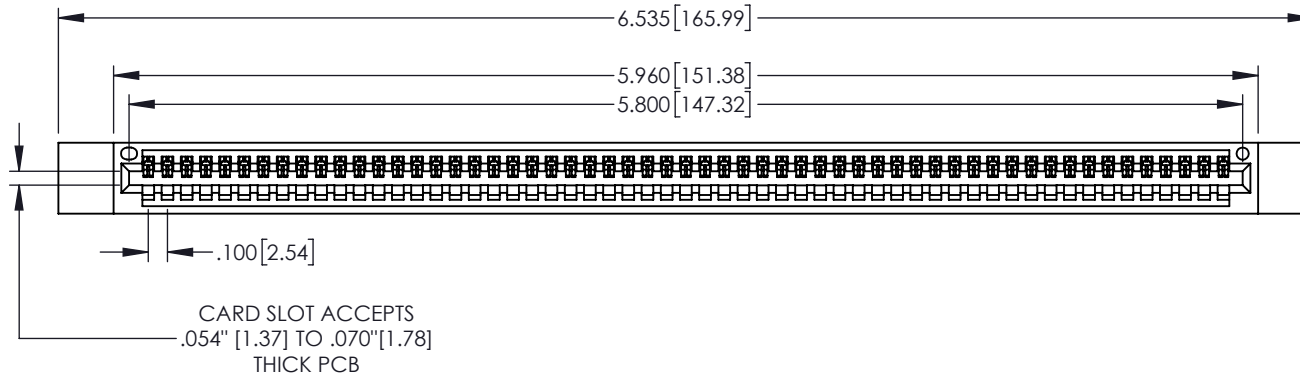 6.535[165.99]
5.960[151.38]
5.800[147.32]
.100[2.54]
CARD SLOT ACCEPTS
.054" [1.37] TO .070"[1.78]
THICK PCB